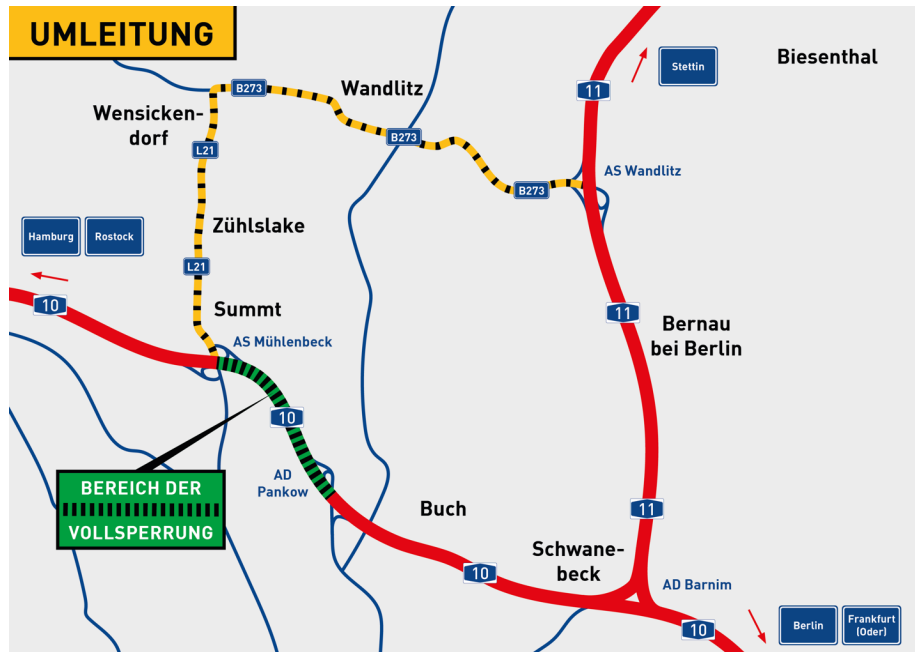 UMLEITUNG
Biesenthal
Stettin
11
B273
Wandlitz
Wensicken-
dorf
B273
L21
AS Wandlitz
B273
Hamburg
Rostock
Zühlslake
L21
10
Summt
11
Bernau
bei Berlin
AS Mühlenbeck
10
AD
Pankow
BEREICH DER
VOLLSPERRUNG
Buch
11
Schwane-
beck
10
AD Barnim
10
Berlin
Frankfurt
(Oder)